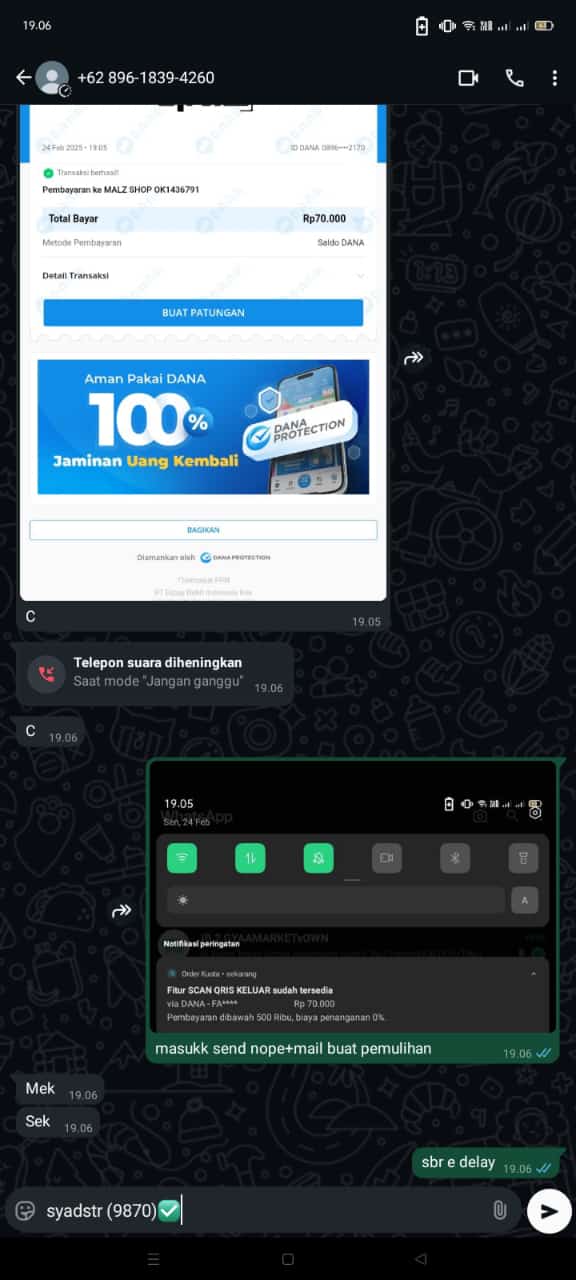 19.06
+62 896-1839-4260
24 Feb 2025 • 19:05
ID DANA 0896••••2170
Transaksi berhasil!
Pembayaran ke MALZ SHOP OK1436791
Total Bayar
Rp70.000
Metode Pembayaran
Saldo DANA
Detail Transaksi
BUAT PATUNGAN
Aman Pakai DANA
100%
Jaminan Uang Kembali
DANA PROTECTION
BAGIKAN
Diamankan oleh DANA PROTECTION
C
19.05
Telepon suara diheningkan
Saat mode "Jangan ganggu"
19.06
C
19.06
19.05
WhatsApp
Sen, 24 Feb
A
Notifikasi peringatan
Order Kuota • sekarang
Fitur SCAN QRIS KELUAR sudah tersedia
via DANA - FA**** Rp 70.000
Pembayaran dibawah 500 Ribu, biaya penanganan 0%.
masukk send nope+mail buat pemulihan
19.06
Mek
19.06
Sek
19.06
sbr e delay
19.06
syadstr (9870)✅